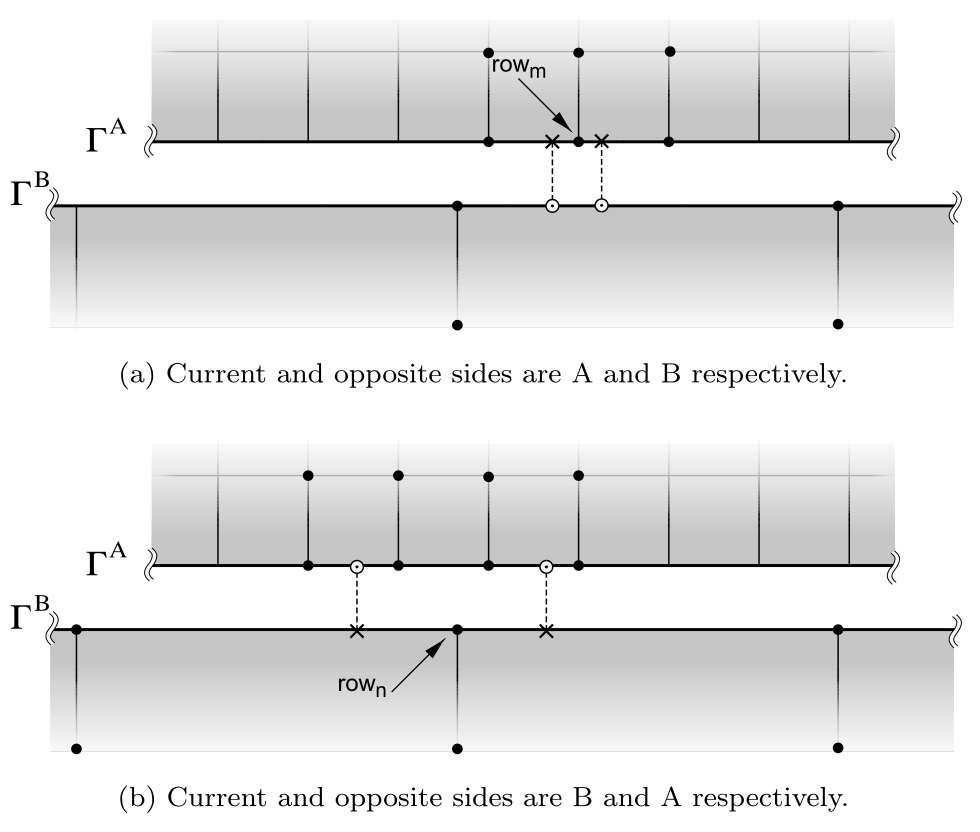 row_m
Γ^A
Γ^B
(a) Current and opposite sides are A and B respectively.
Γ^A
Γ^B
row_n
(b) Current and opposite sides are B and A respectively.